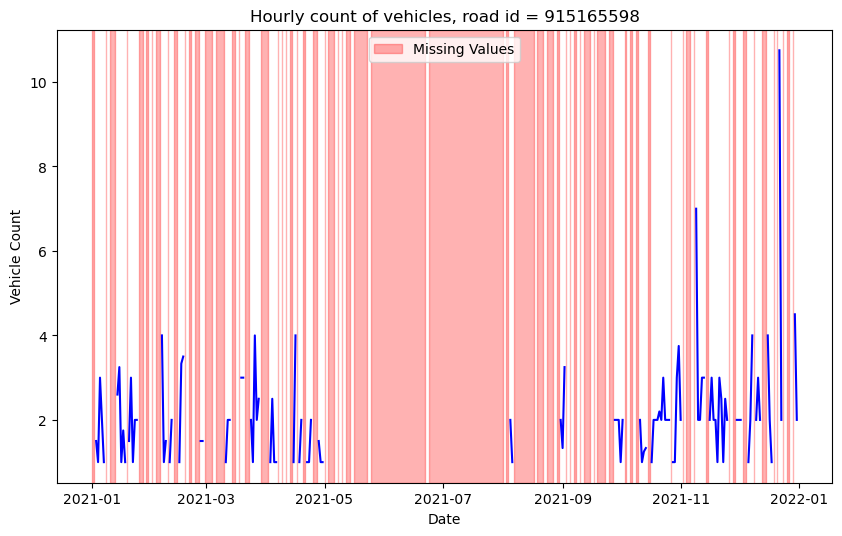 Hourly count of vehicles, road id = 915165598
Missing Values
10
8
6
4
2
Vehicle Count
2021-01 2021-03 2021-05 2021-07 2021-09 2021-11 2022-01
Date